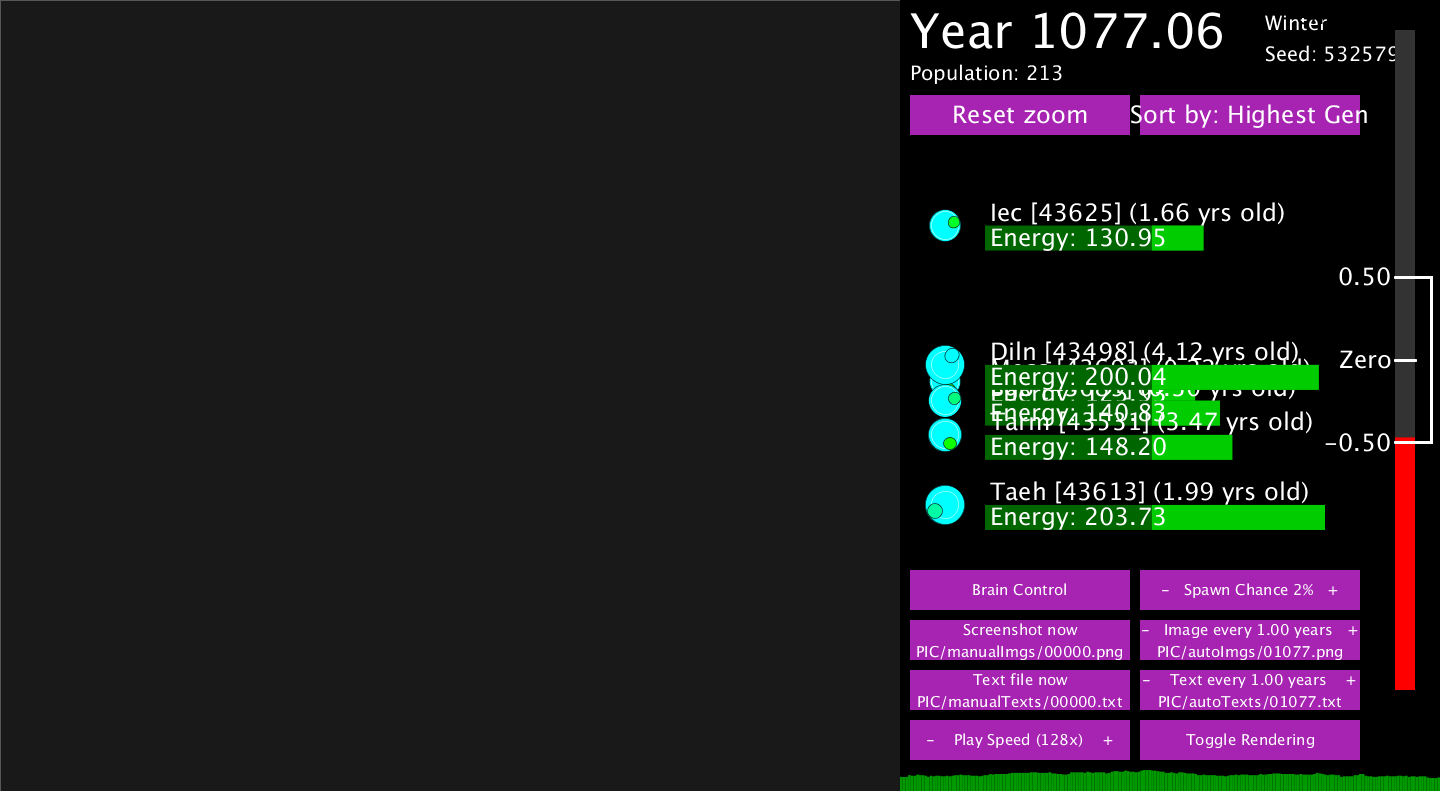 Year 1077.06
Winter
Seed: 532579
Population: 213
Reset zoom
Sort by: Highest Gen
Iec [43625] (1.66 yrs old)
Energy: 130.95
0.50
Diln [43498] (4.12 yrs old)
Zero
Energy: 200.04
Energy: 140.83
Tarm [43531] (3.47 yrs old)
-0.50
Energy: 148.20
Taeh [43613] (1.99 yrs old)
Energy: 203.73
Brain Control
- Spawn Chance 2% +
Screenshot now
PIC/manualImgs/00000.png
- Image every 1.00 years +
PIC/autoImgs/01077.png
Text file now
PIC/manualTexts/00000.txt
- Text every 1.00 years +
PIC/autoTexts/01077.txt
- Play Speed (128x) +
Toggle Rendering